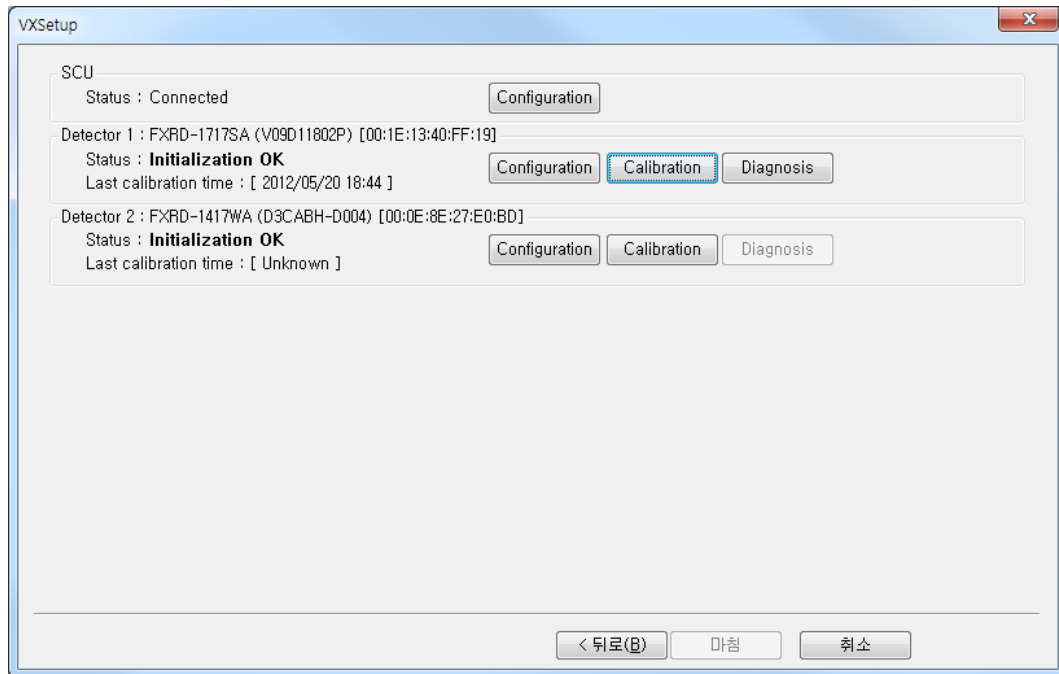 VXSetup
SCU
Status : Connected
Configuration
Detector 1 : FXRD-1717SA (V09D11802P) [00:1E:13:40:FF:19]
Status : Initialization OK
Last calibration time : [ 2012/05/20 18:44 ]
Configuration
Calibration
Diagnosis
Detector 2 : FXRD-1417WA (D3CABH-D004) [00:0E:8E:27:E0:BD]
Status : Initialization OK
Last calibration time : [ Unknown ]
Configuration
Calibration
Diagnosis
< 뒤로(B)
마침
취소